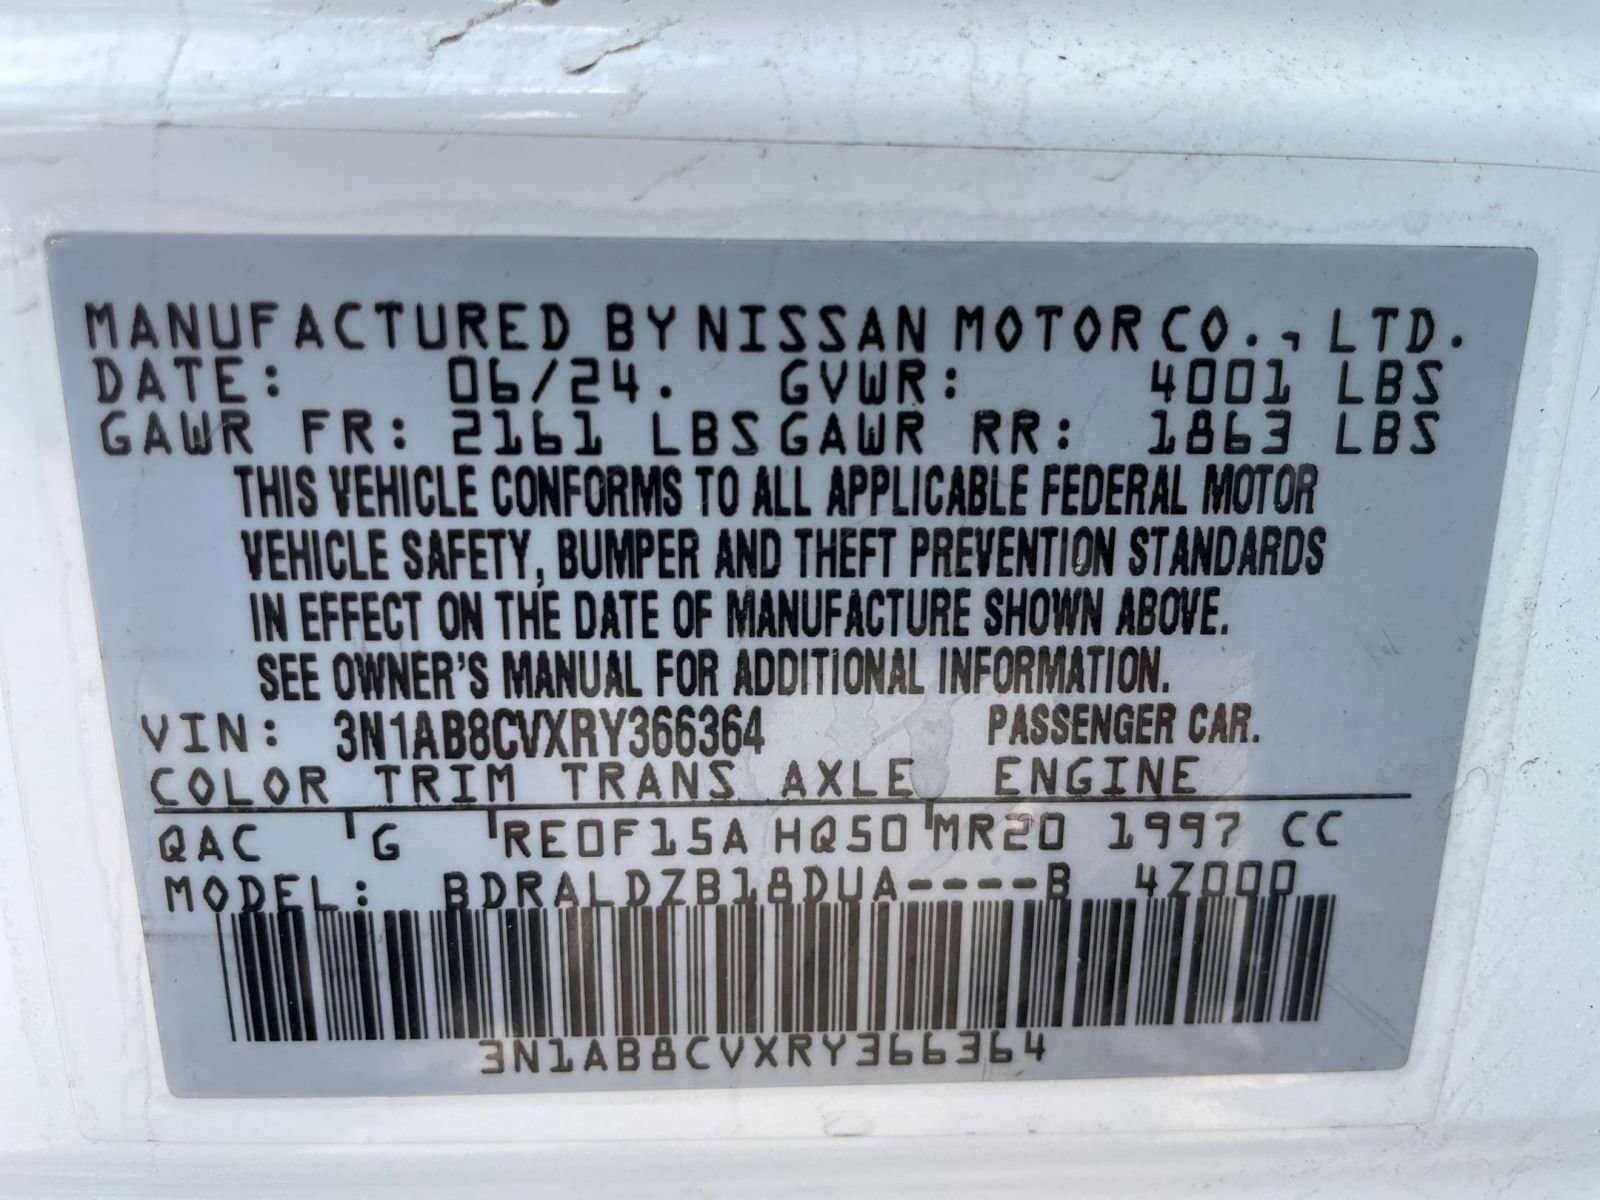 MANUFACTURED BY NISSAN MOTOR CO., LTD.
DATE: 06/24. GVWR: 4001 LBS
GAWR FR: 2161 LBS GAWR RR: 1863 LBS
THIS VEHICLE CONFORMS TO ALL APPLICABLE FEDERAL MOTOR
VEHICLE SAFETY, BUMPER AND THEFT PREVENTION STANDARDS
IN EFFECT ON THE DATE OF MANUFACTURE SHOWN ABOVE.
SEE OWNER'S MANUAL FOR ADDITIONAL INFORMATION.
VIN: 3N1AB8CVXRY366364 PASSENGER CAR.
COLOR TRIM TRANS AXLE ENGINE
QAC G RE0F15A HQ50 MR20 1997 CC
MODEL: BDRALDZB18DUA----B 4Z000
3N1AB8CVXRY366364